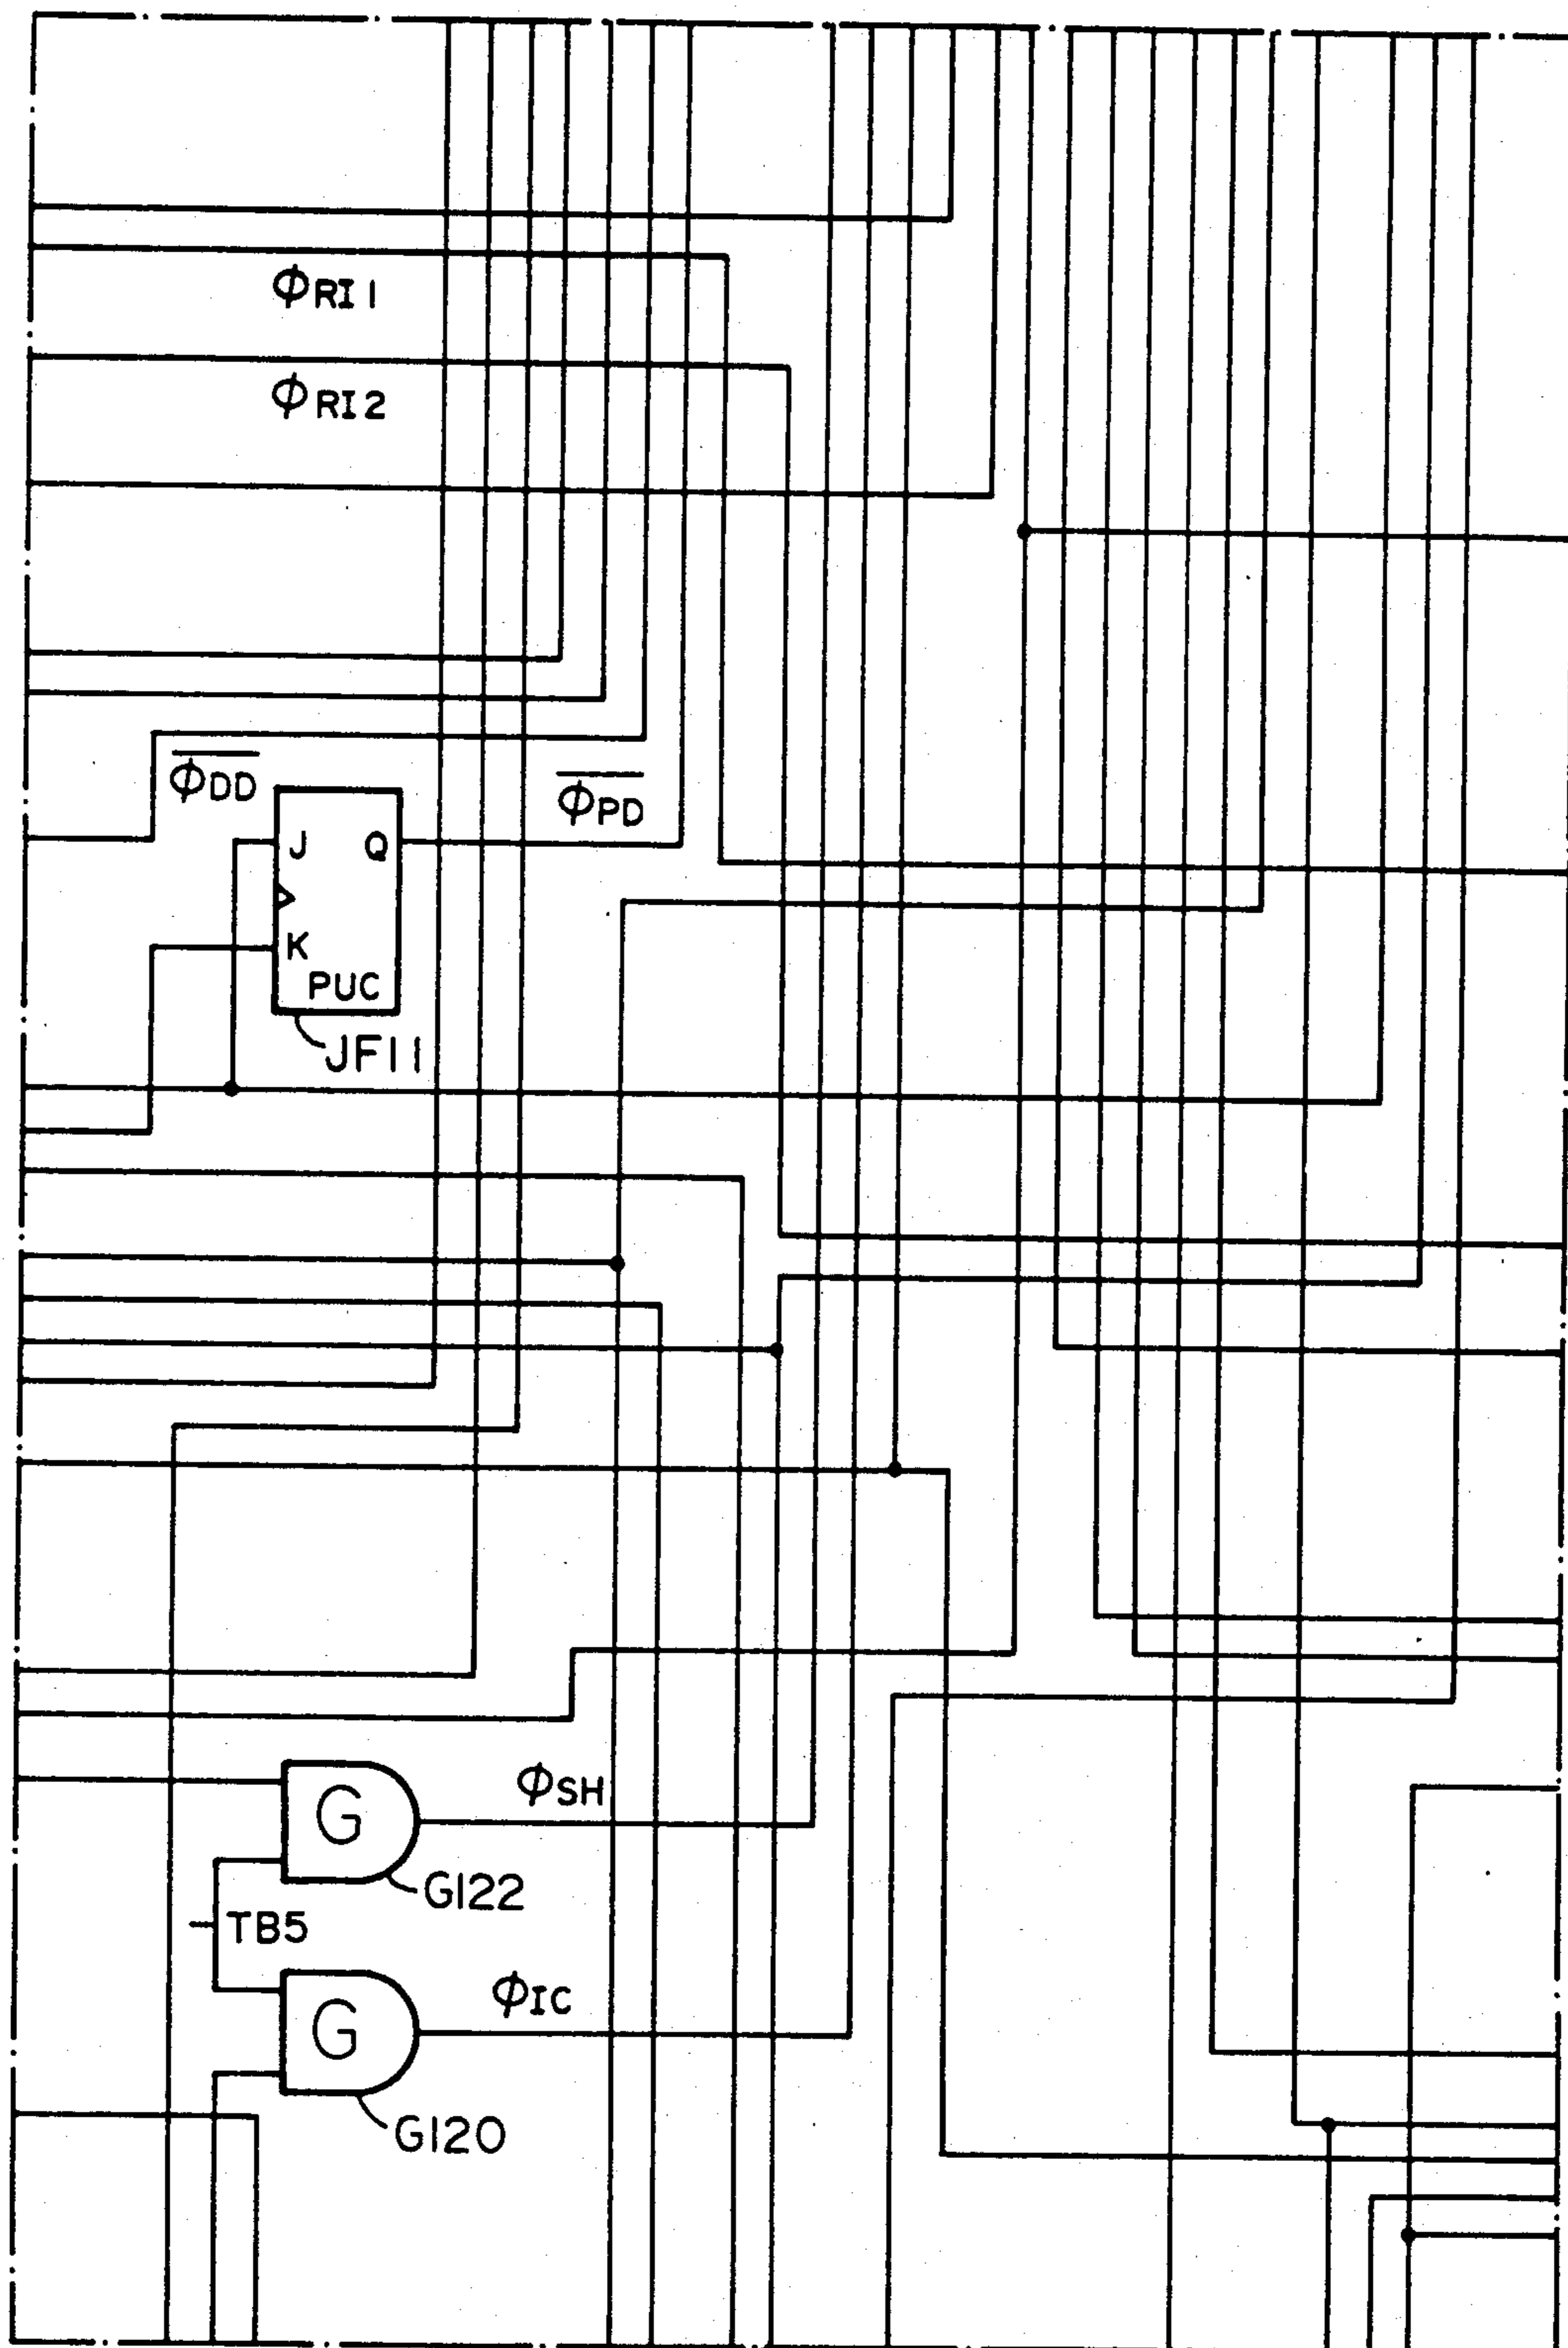 ϕRI1
ϕRI2
ϕDD
ϕPD
J Q
K
PUC
JF11
ϕSH
G
G122
TB5
ϕIC
G
G120